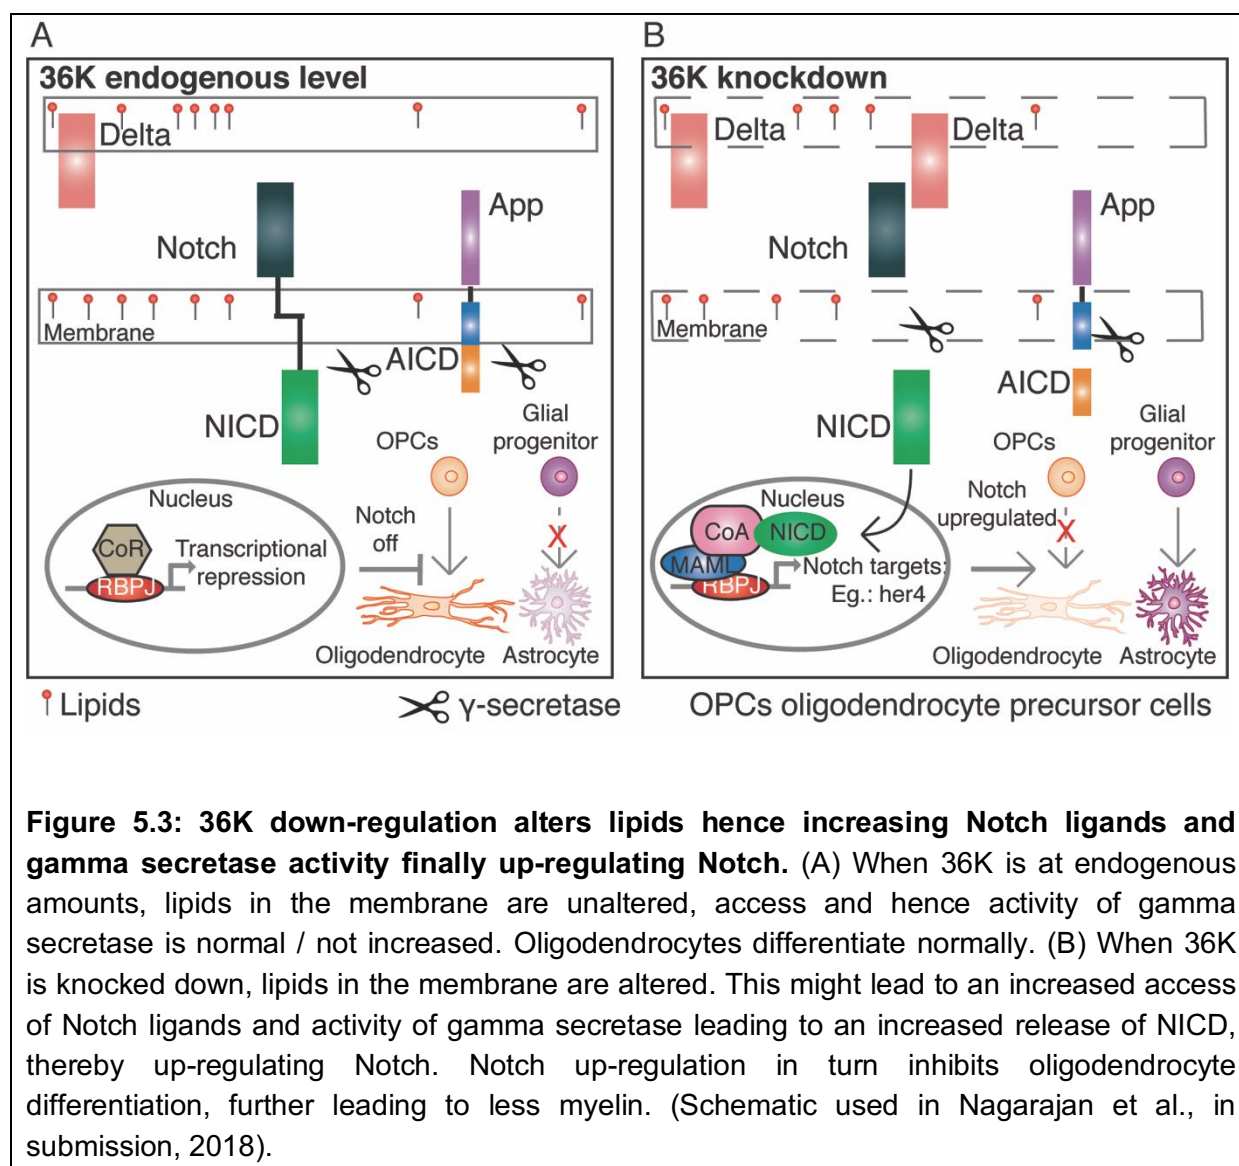 A
36K endogenous level
Delta
Notch
App
Membrane
AICD
NICD
OPCs
Glial
progenitor
Nucleus
Notch
off
CoR
RBPJ
Transcriptional
repression
X
Oligodendrocyte
Astrocyte
B
36K knockdown
Delta
Delta
Notch
App
Membrane
AICD
NICD
OPCs
Glial
progenitor
Nucleus
Notch
upregulated
CoA
NICD
MAML
RBPJ
Notch targets:
Eg.: her4
X
Oligodendrocyte
Astrocyte
Lipids
γ-secretase
OPCs oligodendrocyte precursor cells
Figure 5.3: 36K down-regulation alters lipids hence increasing Notch ligands and
gamma secretase activity finally up-regulating Notch. (A) When 36K is at endogenous
amounts, lipids in the membrane are unaltered, access and hence activity of gamma
secretase is normal / not increased. Oligodendrocytes differentiate normally. (B) When 36K
is knocked down, lipids in the membrane are altered. This might lead to an increased access
of Notch ligands and activity of gamma secretase leading to an increased release of NICD,
thereby up-regulating Notch. Notch up-regulation in turn inhibits oligodendrocyte
differentiation, further leading to less myelin. (Schematic used in Nagarajan et al., in
submission, 2018).